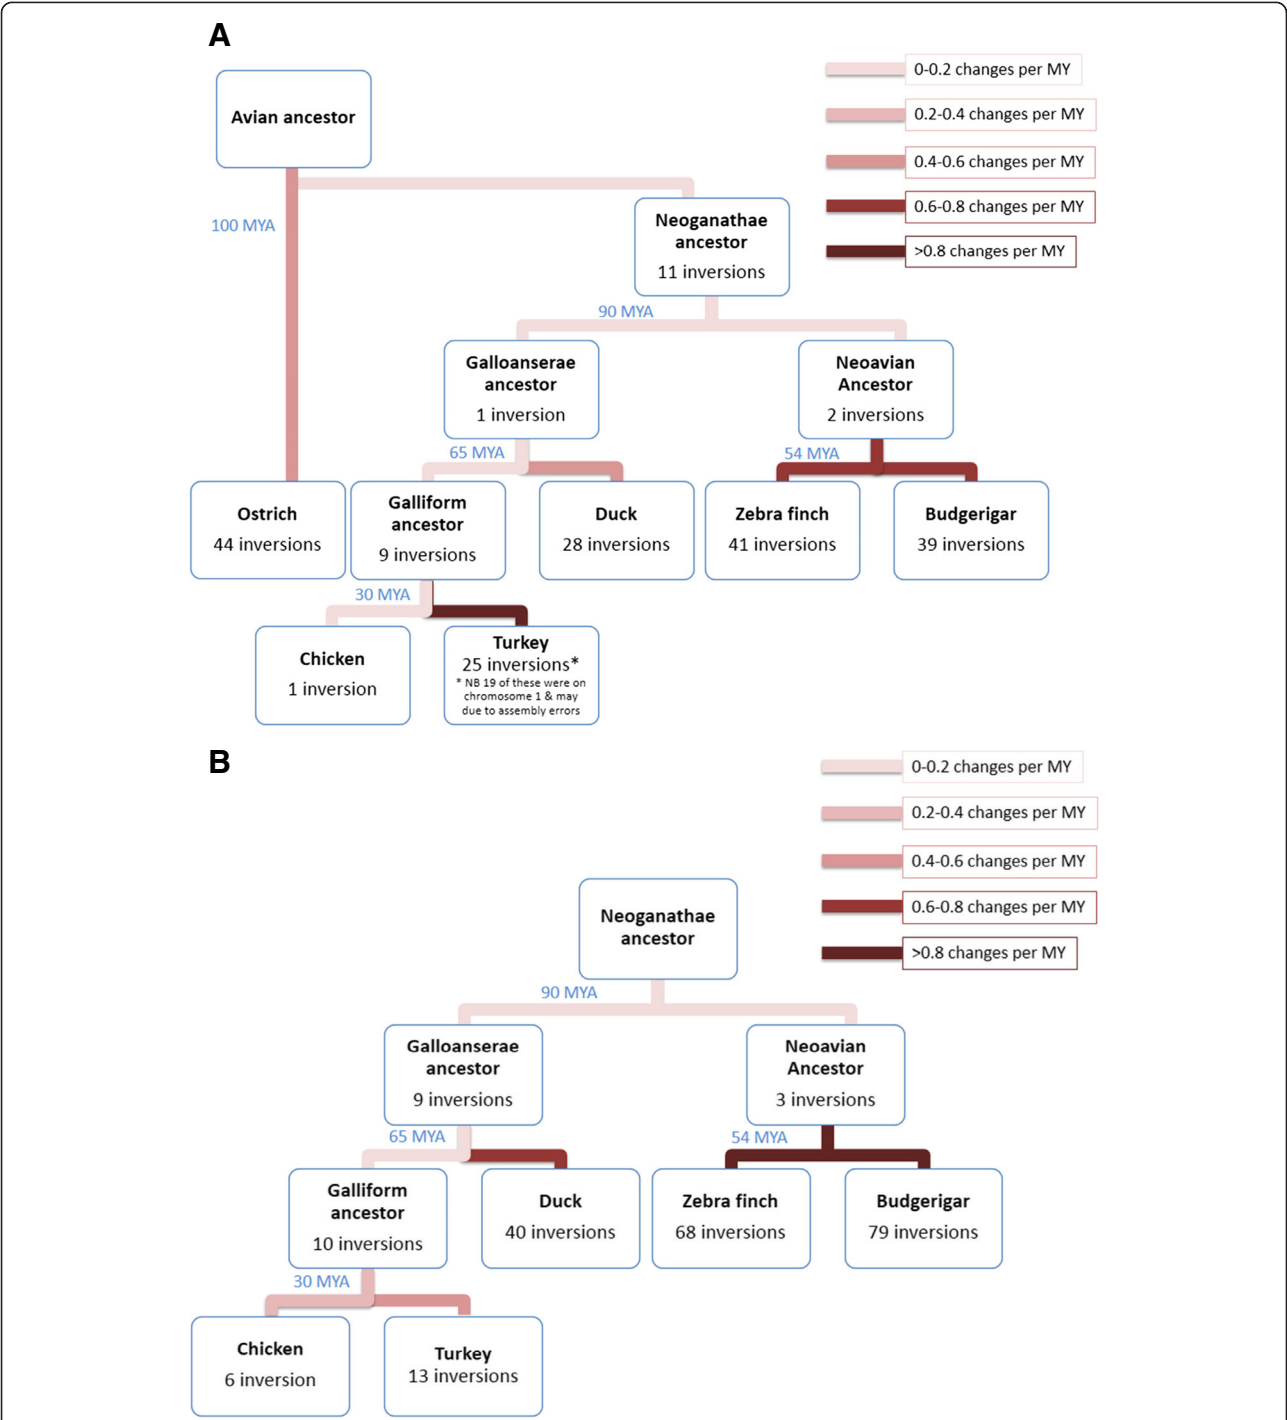 A
Avian ancestor
0-0.2 changes per MY
0.2-0.4 changes per MY
0.4-0.6 changes per MY
0.6-0.8 changes per MY
>0.8 changes per MY
100 MYA
Neoganathae
ancestor
11 inversions
90 MYA
Galloanserae
ancestor
1 inversion
Neoavian
Ancestor
2 inversions
65 MYA
54 MYA
Ostrich
44 inversions
Galliform
ancestor
9 inversions
Duck
28 inversions
Zebra finch
41 inversions
Budgerigar
39 inversions
30 MYA
Chicken
1 inversion
Turkey
25 inversions*
* NB 19 of these were on
chromosome 1 & may
due to assembly errors
B
0-0.2 changes per MY
0.2-0.4 changes per MY
0.4-0.6 changes per MY
0.6-0.8 changes per MY
>0.8 changes per MY
Neoganathae
ancestor
90 MYA
Galloanserae
ancestor
9 inversions
Neoavian
Ancestor
3 inversions
65 MYA
54 MYA
Galliform
ancestor
10 inversions
Duck
40 inversions
Zebra finch
68 inversions
Budgerigar
79 inversions
30 MYA
Chicken
6 inversion
Turkey
13 inversions